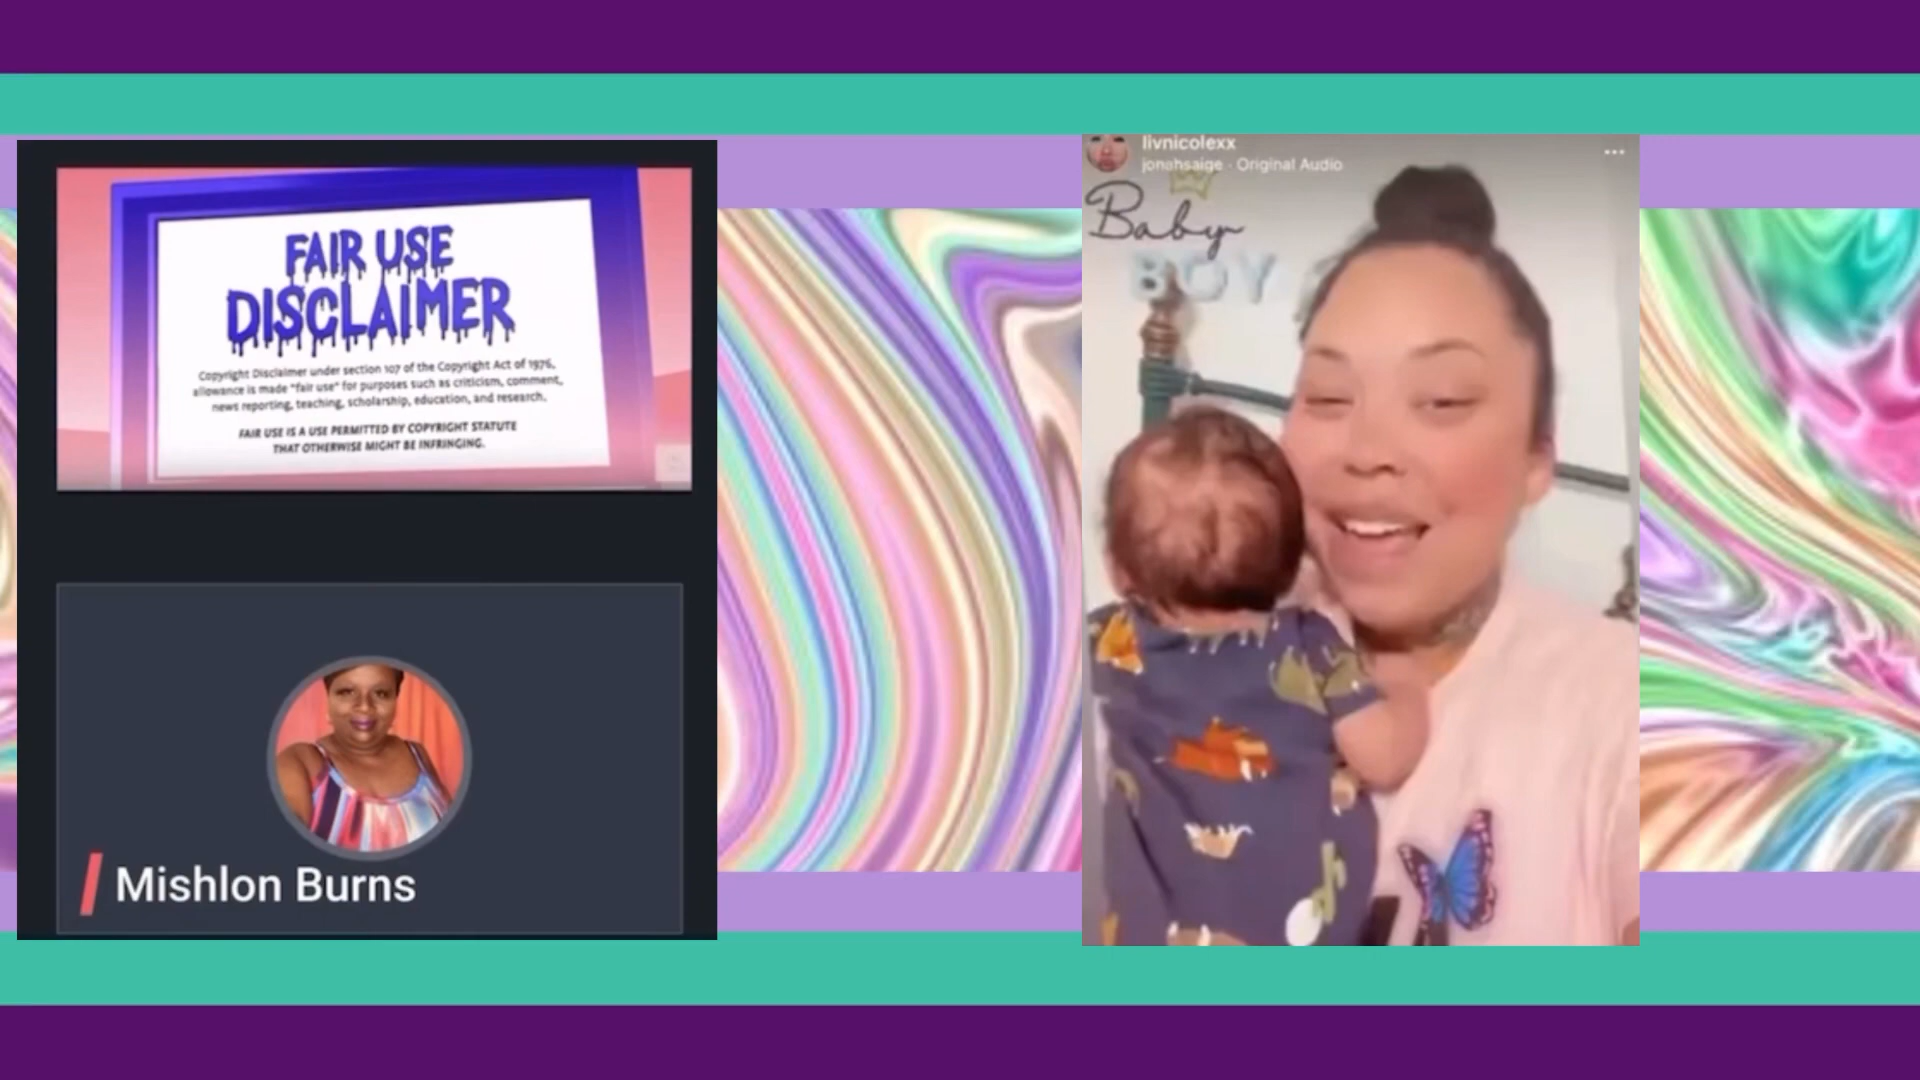 FAIR USE
DISCLAIMER
Copyright Disclaimer under section 107 of the Copyright Act of 1976,
allowance is made "fair use" for purposes such as criticism, comment,
news reporting, teaching, scholarship, education, and research.
FAIR USE IS A USE PERMITTED BY COPYRIGHT STATUTE
THAT OTHERWISE MIGHT BE INFRINGING.
Mishlon Burns
livnicolexx
jonahsaige · Original Audio
Baby
BOY